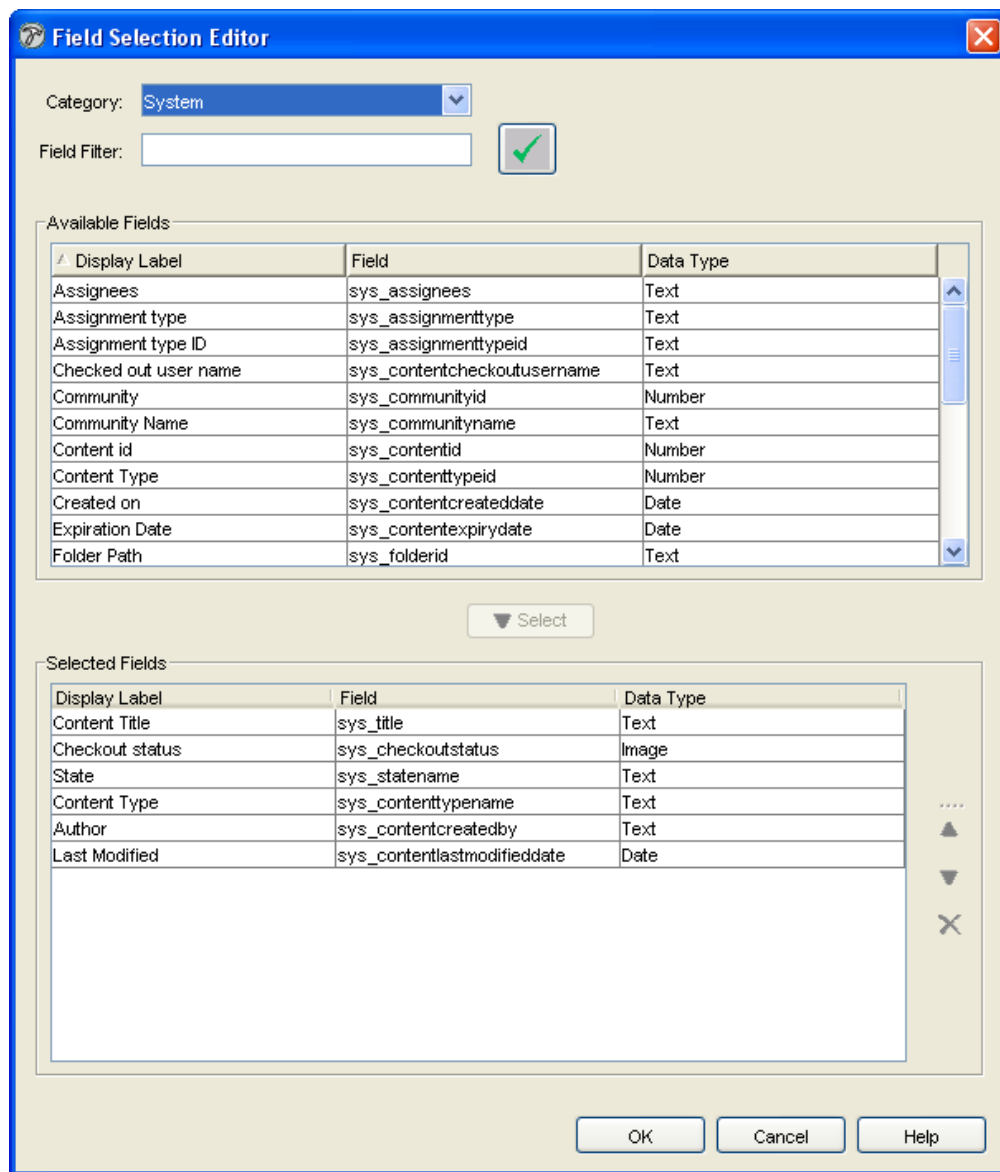 Field Selection Editor
Category: System
Field Filter:
Available Fields
Display Label Field Data Type
Assignees sys_assignees Text
Assignment type sys_assignmenttype Text
Assignment type ID sys_assignmenttypeid Text
Checked out user name sys_contentcheckoutusername Text
Community sys_communityid Number
Community Name sys_communityname Text
Content id sys_contentid Number
Content Type sys_contenttypeid Number
Created on sys_contentcreateddate Date
Expiration Date sys_contentexpirydate Date
Folder Path sys_folderid Text
Select
Selected Fields
Display Label Field Data Type
Content Title sys_title Text
Checkout status sys_checkoutstatus Image
State sys_statename Text
Content Type sys_contenttypename Text
Author sys_contentcreatedby Text
Last Modified sys_contentlastmodifieddate Date
OK Cancel Help